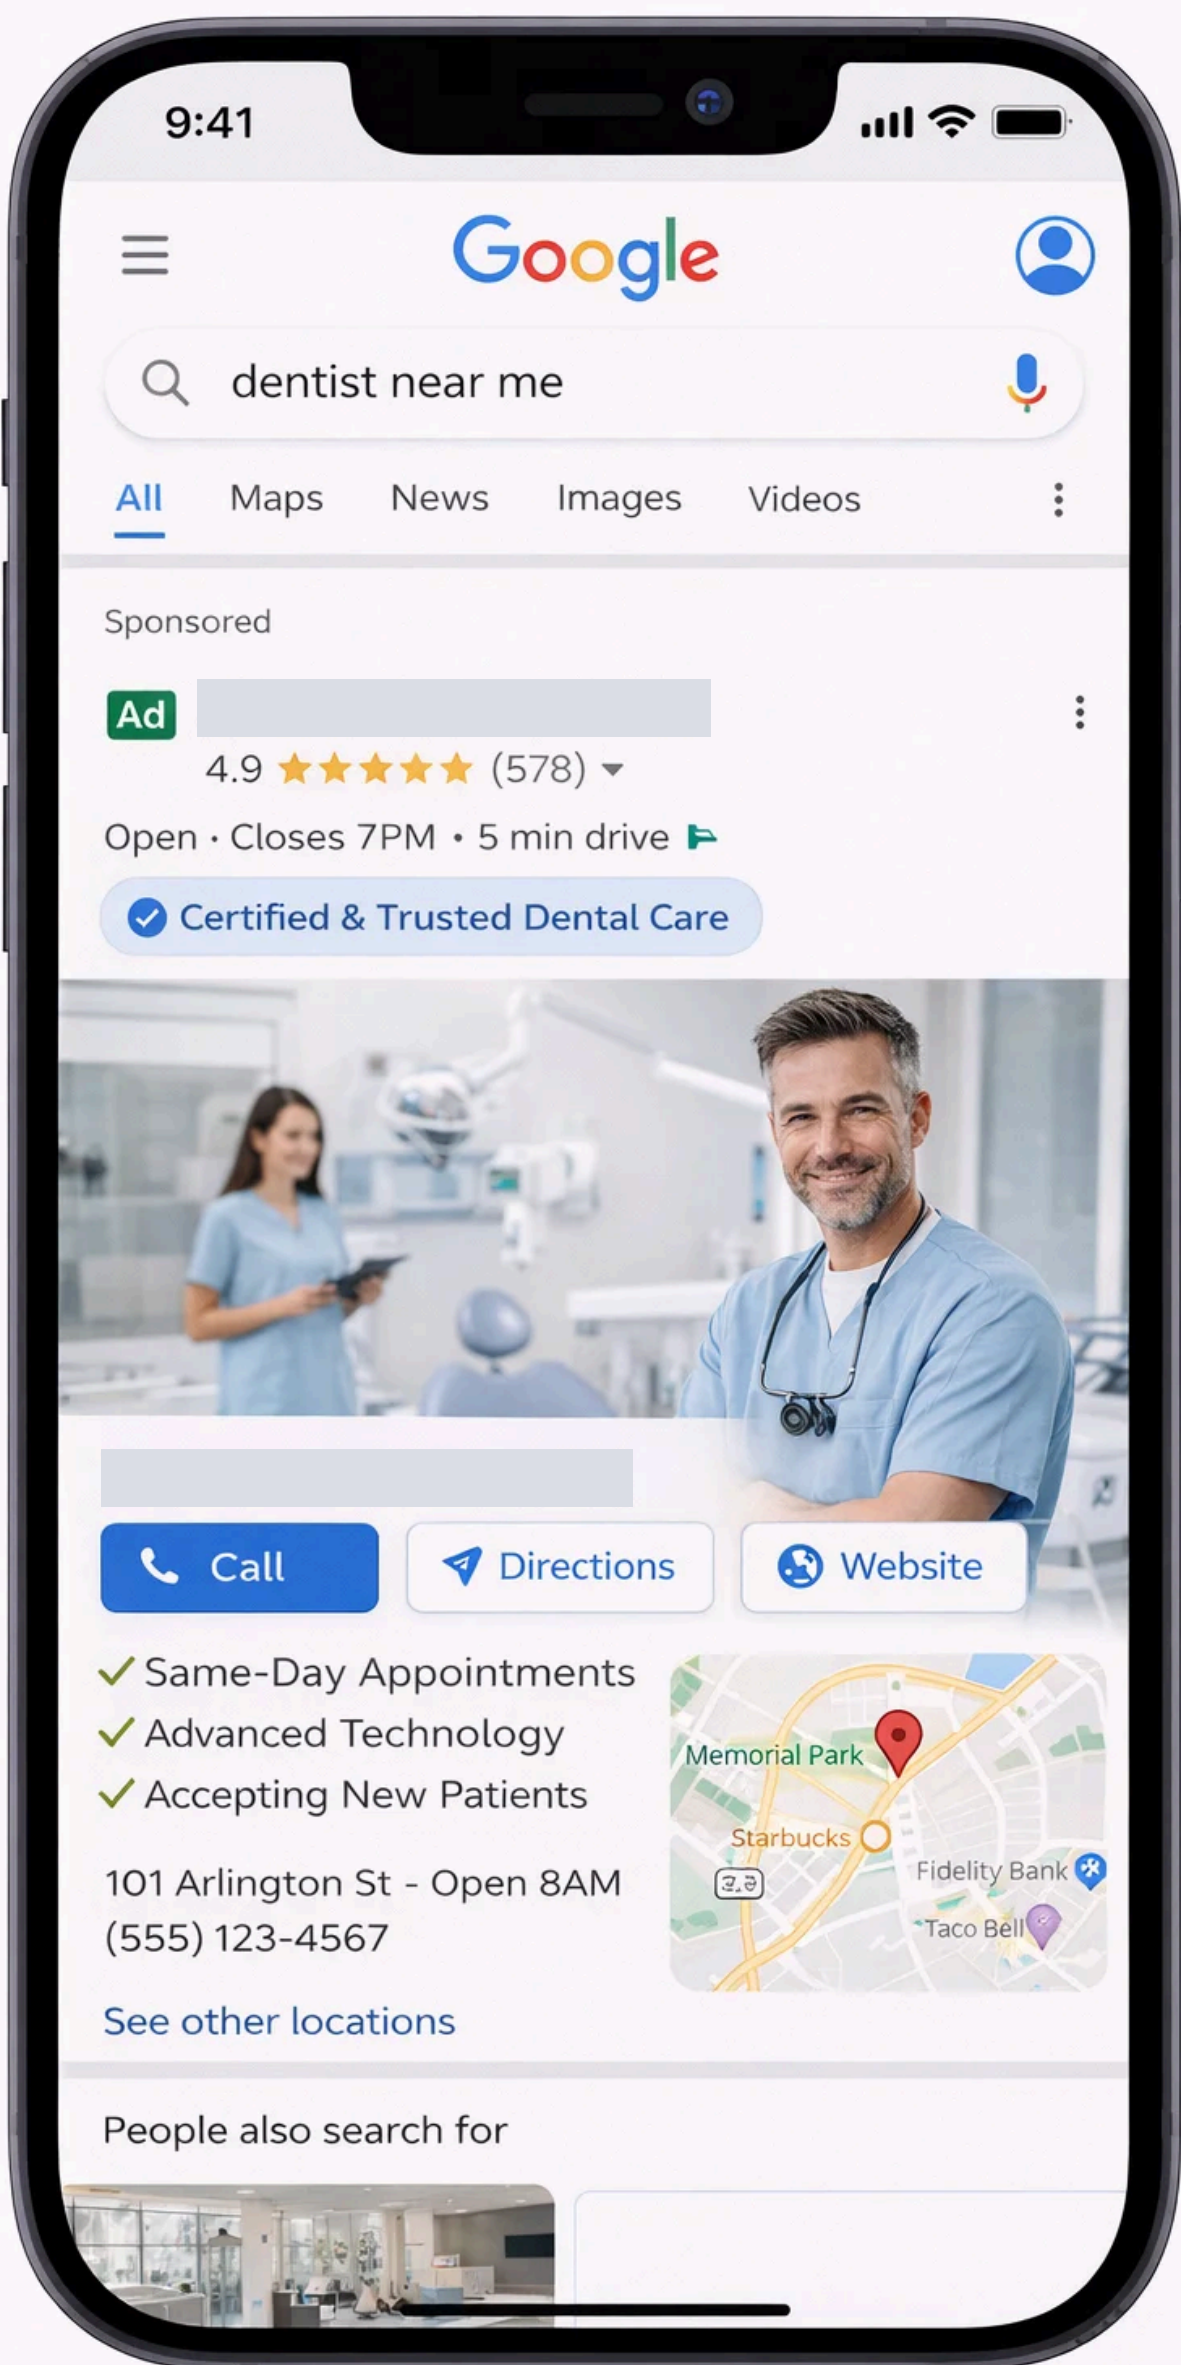 9:41
Google
dentist near me
All Maps News Images Videos
Sponsored
Ad
4.9 (578)
Open · Closes 7PM • 5 min drive
Certified & Trusted Dental Care
Call Directions Website
Same-Day Appointments
Advanced Technology
Accepting New Patients
101 Arlington St - Open 8AM
(555) 123-4567
See other locations
Memorial Park
Starbucks
Fidelity Bank
Taco Bell
People also search for